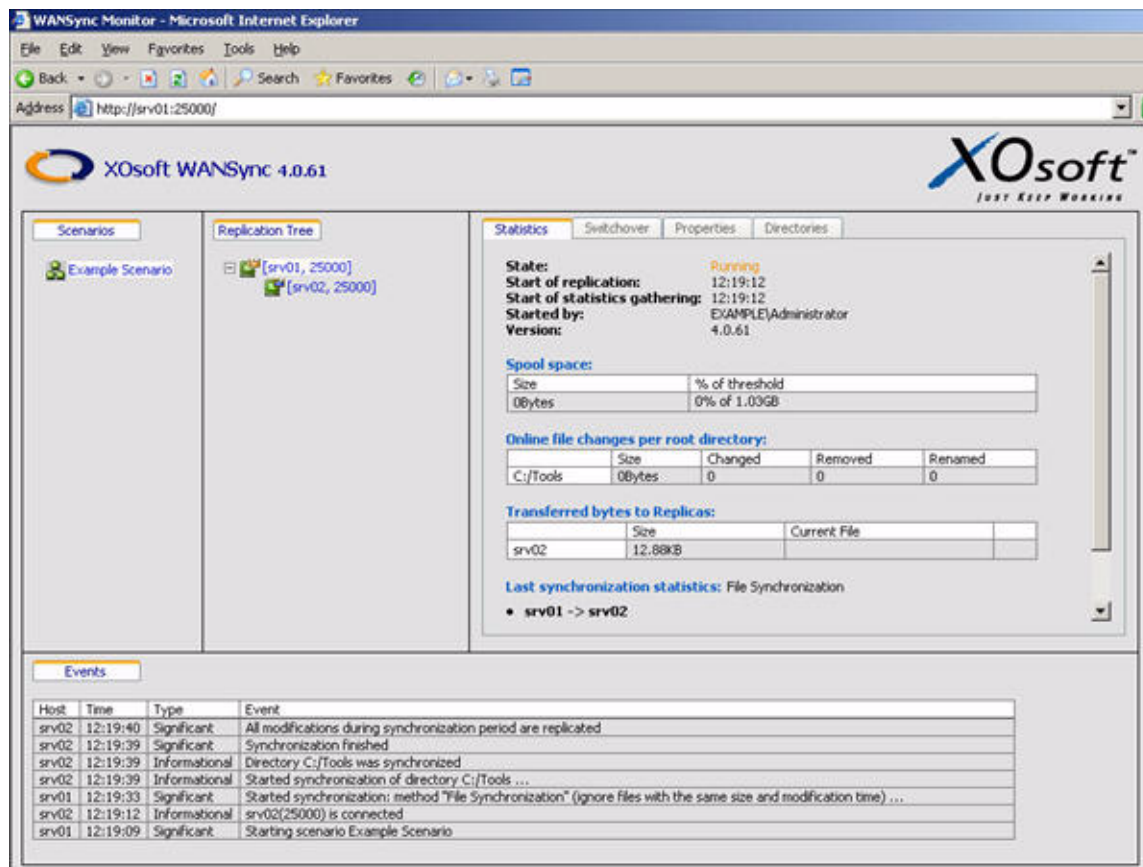 WANSync Monitor - Microsoft Internet Explorer
File Edit View Favorites Tools Help
Back Search Favorites
Address http://srv01:25000/
XOsoft WANSync 4.0.61
XOsoft™
JUST KEEP WORKING
Scenarios
Example Scenario
Replication Tree
[srv01, 25000]
[srv02, 25000]
Statistics Switchover Properties Directories
State: Running
Start of replication: 12:19:12
Start of statistics gathering: 12:19:12
Started by: EXAMPLE\Administrator
Version: 4.0.61
Spool space:
Size % of threshold
0Bytes 0% of 1.03GB
Online file changes per root directory:
Size Changed Removed Renamed
C:/Tools 0Bytes 0 0 0
Transferred bytes to Replicas:
Size Current File
srv02 12.88KB
Last synchronization statistics: File Synchronization
• srv01 -> srv02
Events
Host Time Type Event
srv02 12:19:40 Significant All modifications during synchronization period are replicated
srv02 12:19:39 Significant Synchronization finished
srv02 12:19:39 Informational Directory C:/Tools was synchronized
srv02 12:19:39 Informational Started synchronization of directory C:/Tools ...
srv01 12:19:33 Significant Started synchronization: method "File Synchronization" (ignore files with the same size and modification time) ...
srv02 12:19:12 Informational srv02(25000) is connected
srv01 12:19:09 Significant Starting scenario Example Scenario